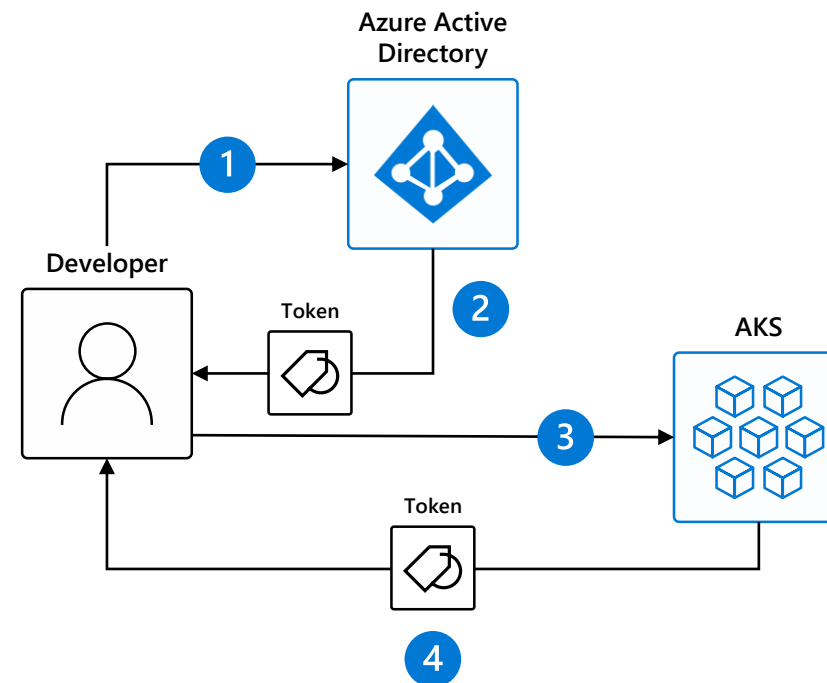 Azure Active
Directory
1
Developer
2
Token
AKS
3
Token
4